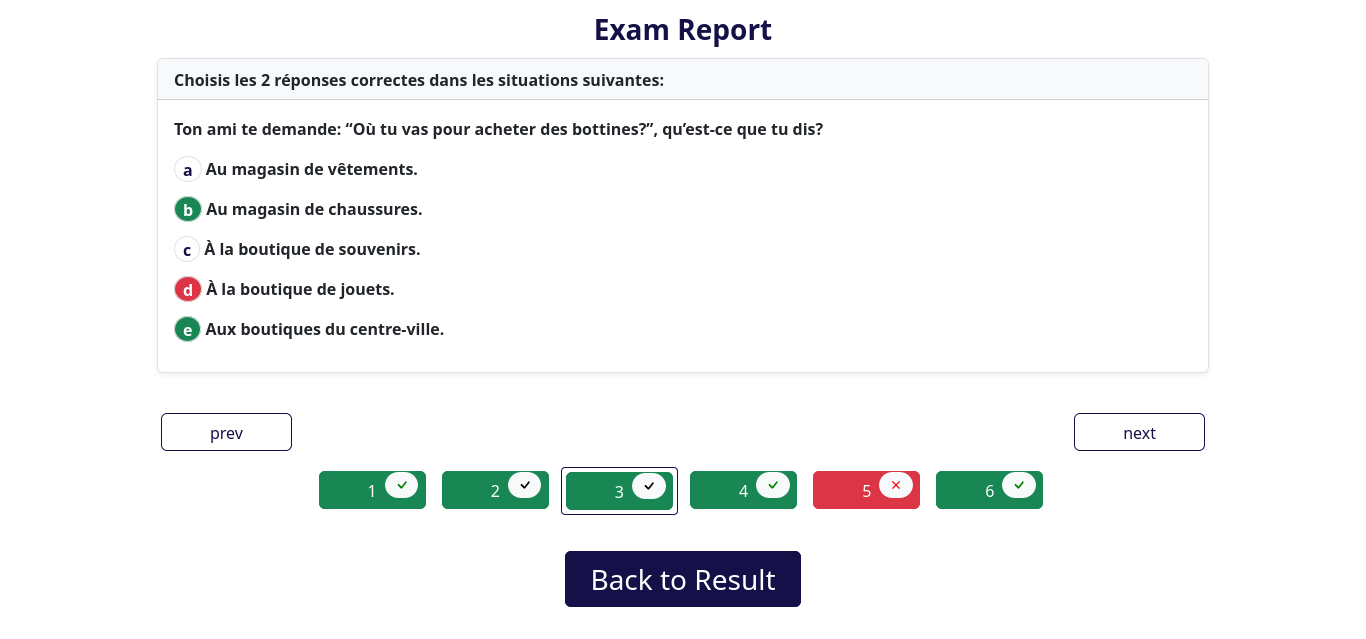 Exam Report
Choisis les 2 réponses correctes dans les situations suivantes:
Ton ami te demande: “Où tu vas pour acheter des bottines?”, qu’est-ce que tu dis?
a Au magasin de vêtements.
b Au magasin de chaussures.
c À la boutique de souvenirs.
d À la boutique de jouets.
e Aux boutiques du centre-ville.
prev next
1 2 3 4 5 6
Back to Result